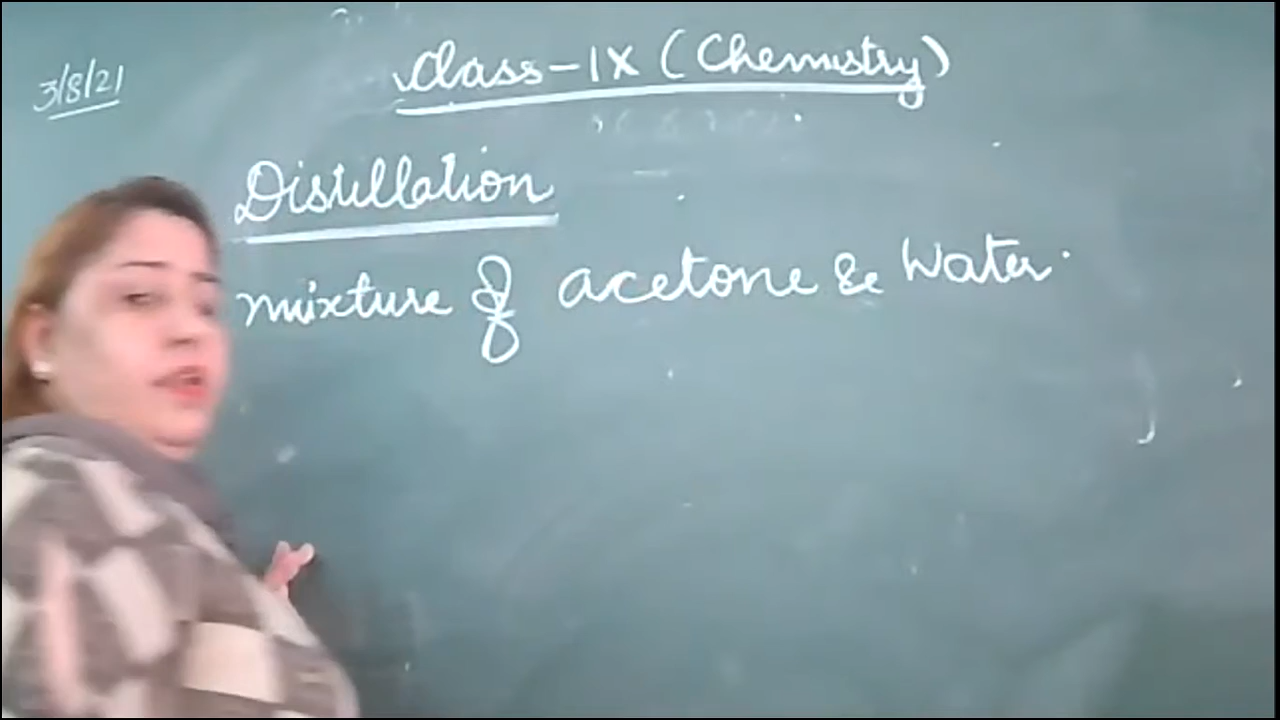 3/8/21
Class-IX (Chemistry)
Distillation
mixture of acetone & Water.